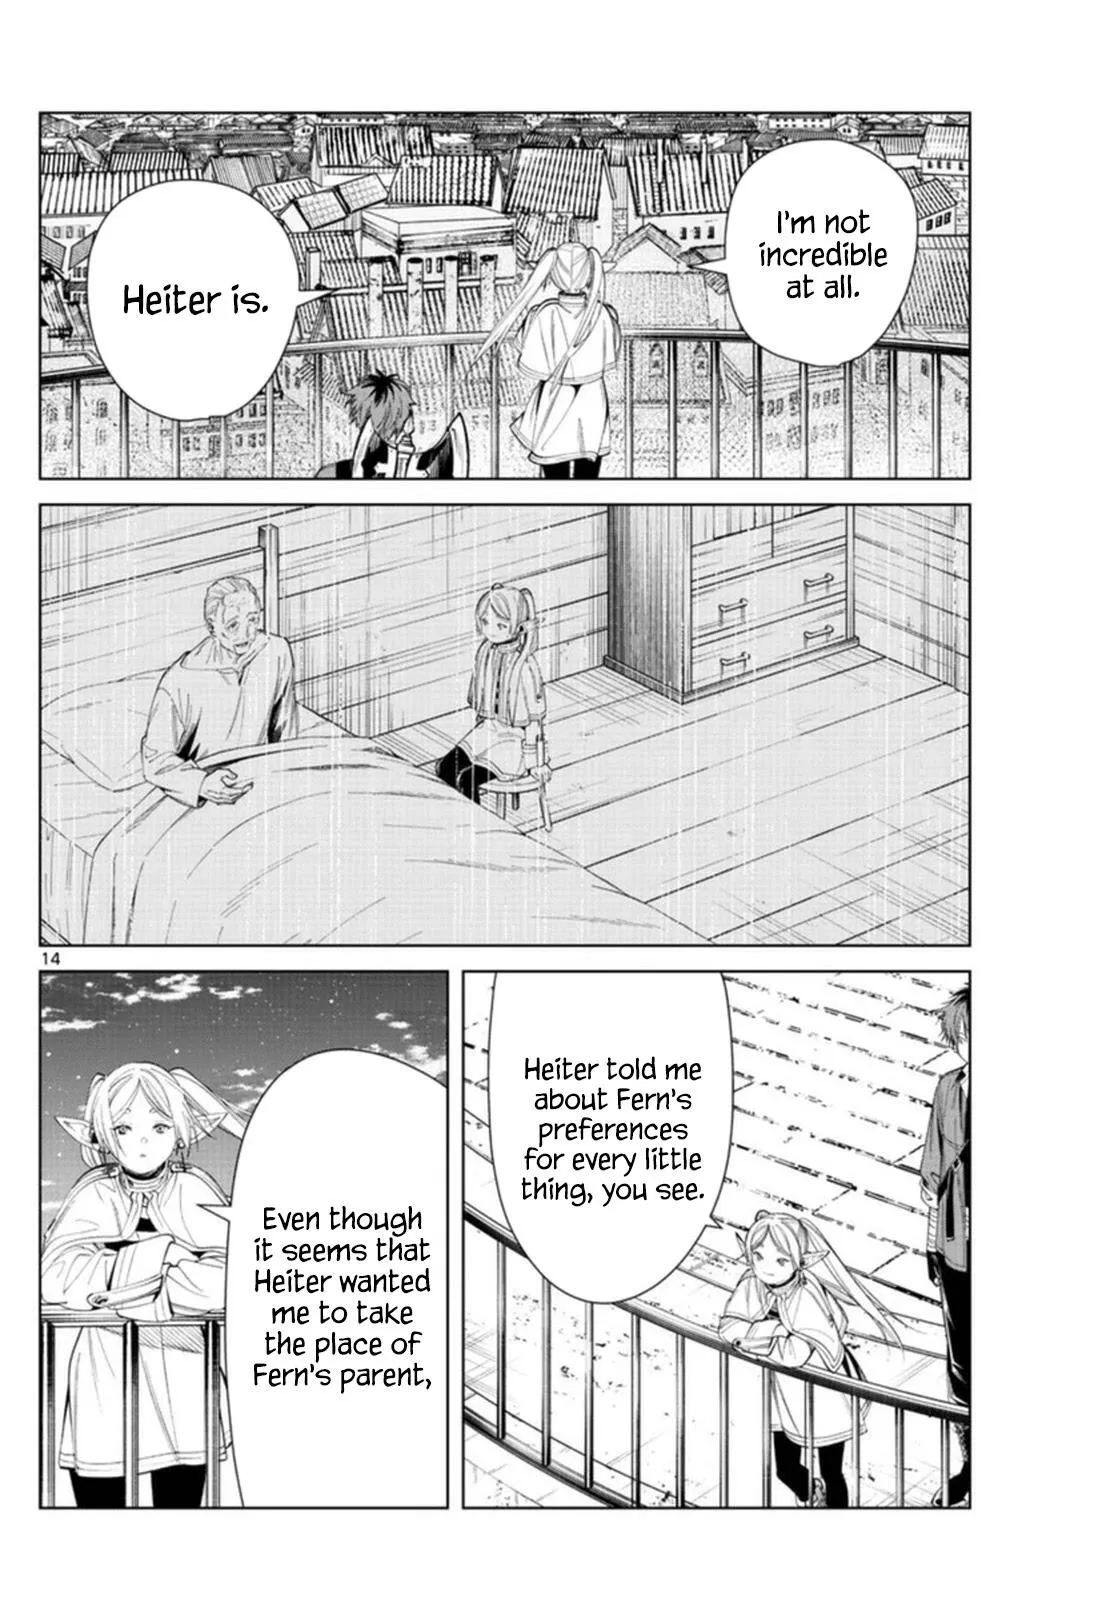 I'm not
incredible
at all.
Heiter is.
14
Heiter told me
about Fern's
preferences
for every little
thing, you see.
Even though
it seems that
Heiter wanted
me to take
the place of
Fern's parent,